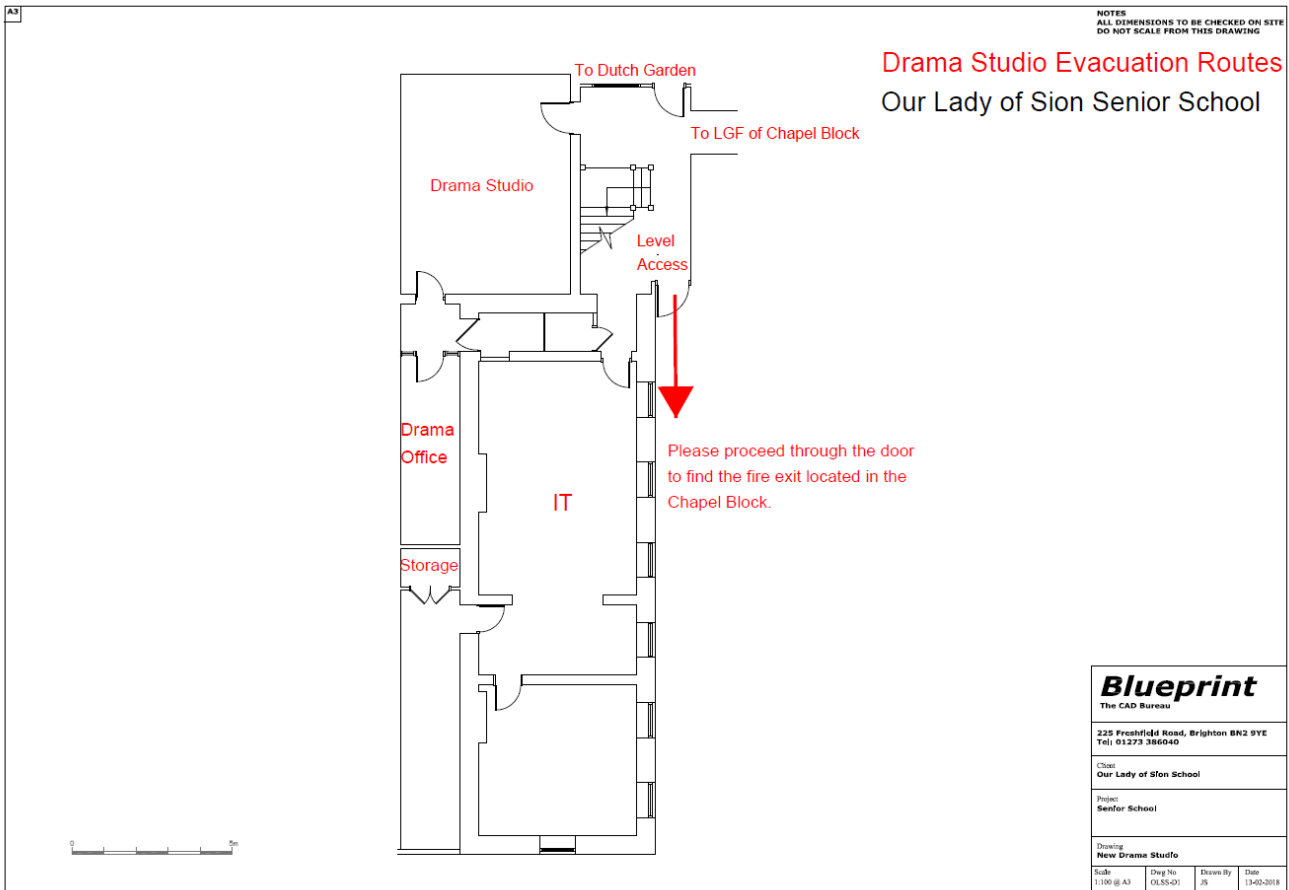 A3
NOTES
ALL DIMENSIONS TO BE CHECKED ON SITE
DO NOT SCALE FROM THIS DRAWING
Drama Studio Evacuation Routes
Our Lady of Sion Senior School
To Dutch Garden
To LGF of Chapel Block
Drama Studio
Level
Access
Drama
Office
IT
Please proceed through the door
to find the fire exit located in the
Chapel Block.
Storage
0
5m
Blueprint
The CAD Bureau
225 Freshfield Road, Brighton BN2 9YE
Tel: 01273 386040
Client
Our Lady of Sion School
Project
Senior School
Drawing
New Drama Studio
Scale
1:100 @ A3
Dwg No
OLSS-D1
Drawn By
JS
Date
13-02-2018